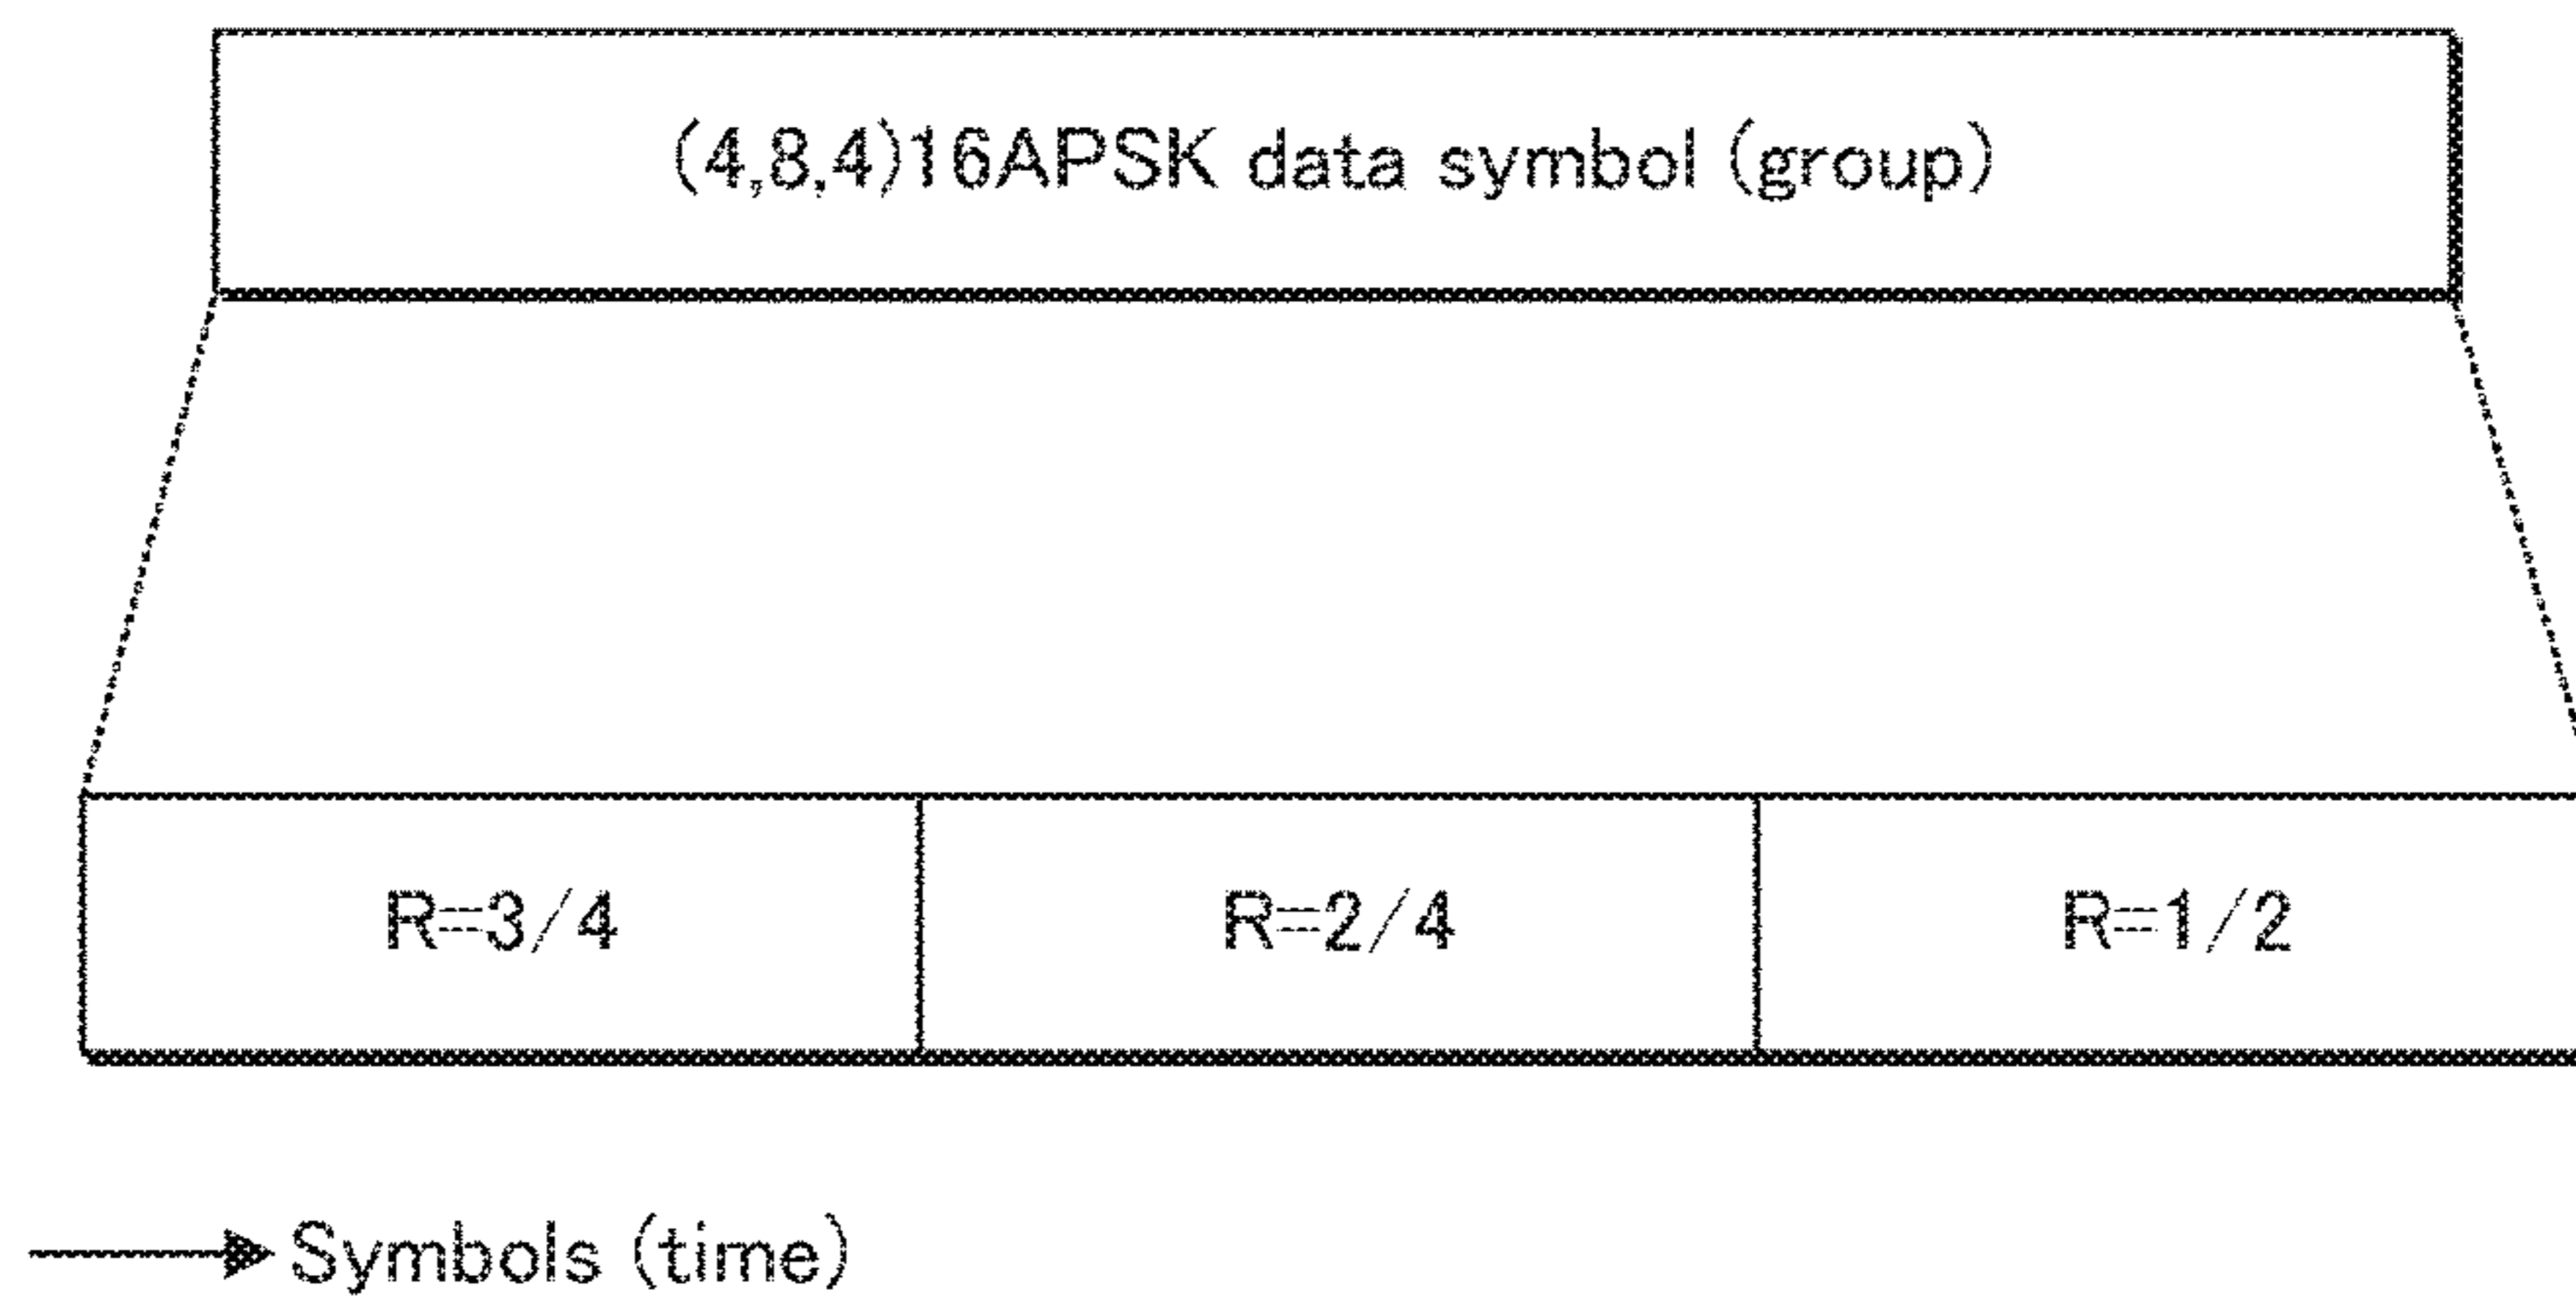 (4,8,4)16APSK data symbol (group)
R=3/4
R=2/4
R=1/2
Symbols (time)